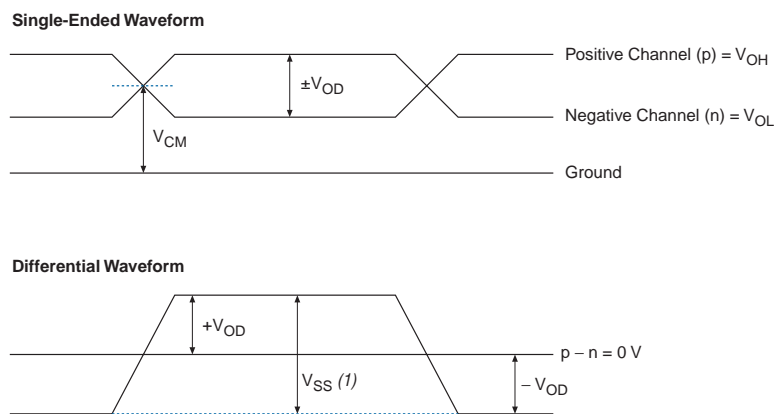 Single-Ended Waveform
Positive Channel (p) = VOH
±VOD
Negative Channel (n) = VOL
VCM
Ground
Differential Waveform
+VOD
p – n = 0 V
VSS (1)
– VOD